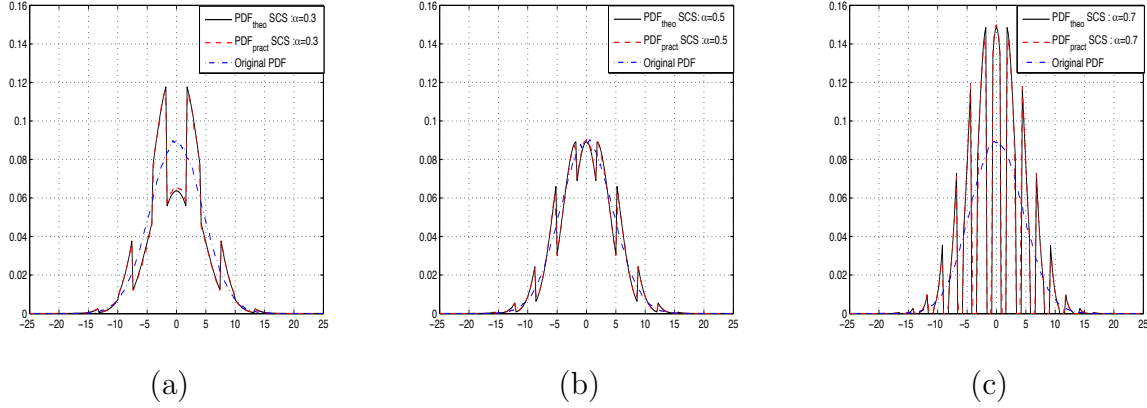 0.16
0.14
0.12
0.1
0.08
0.06
0.04
0.02
0
−25 −20 −15 −10 −5 0 5 10 15 20 25
PDFtheo SCS :α=0.3
PDFpract SCS :α=0.3
Original PDF
(a)
0.16
0.14
0.12
0.1
0.08
0.06
0.04
0.02
0
−25 −20 −15 −10 −5 0 5 10 15 20 25
PDFtheo SCS: α=0.5
PDFpract SCS: α=0.5
Original PDF
(b)
0.16
0.14
0.12
0.1
0.08
0.06
0.04
0.02
0
−25 −20 −15 −10 −5 0 5 10 15 20 25
PDFtheo SCS : α=0.7
PDFpract SCS : α=0.7
Original PDF
(c)